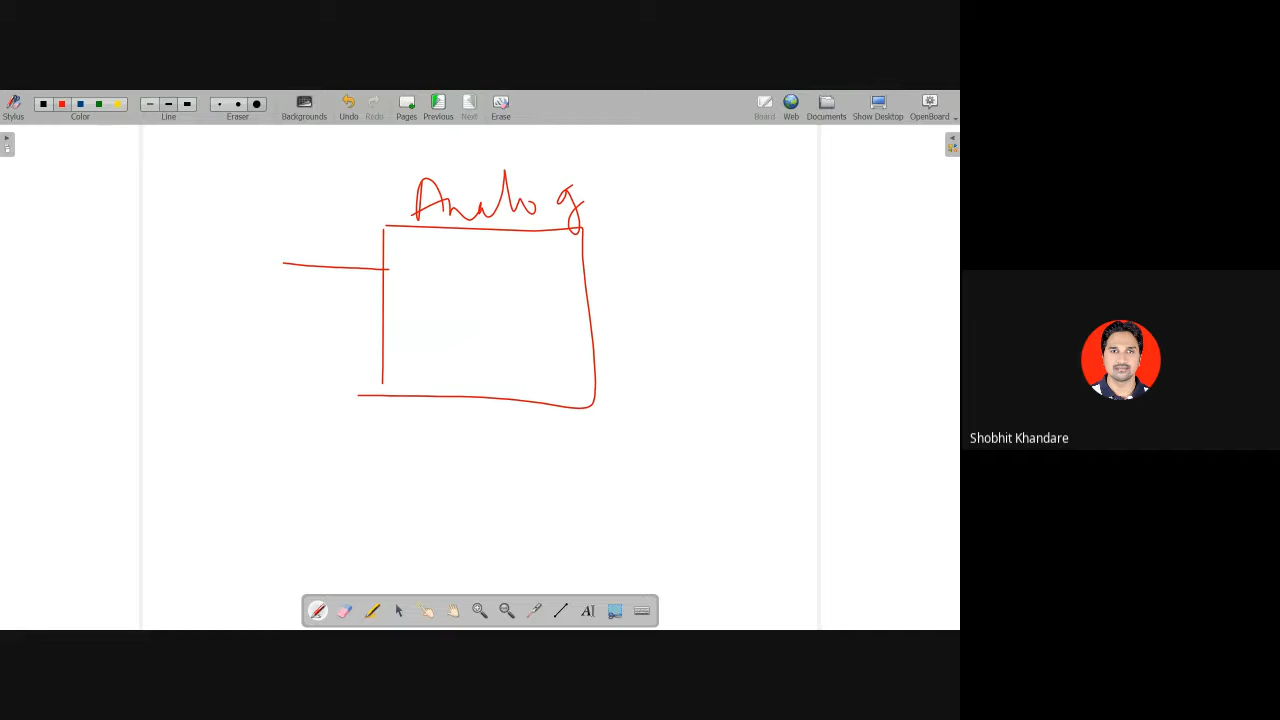 Stylus Color Line Eraser Backgrounds Undo Redo Pages Previous Next Erase Board Web Documents Show Desktop OpenBoard
Analog
AI
Shobhit Khandare